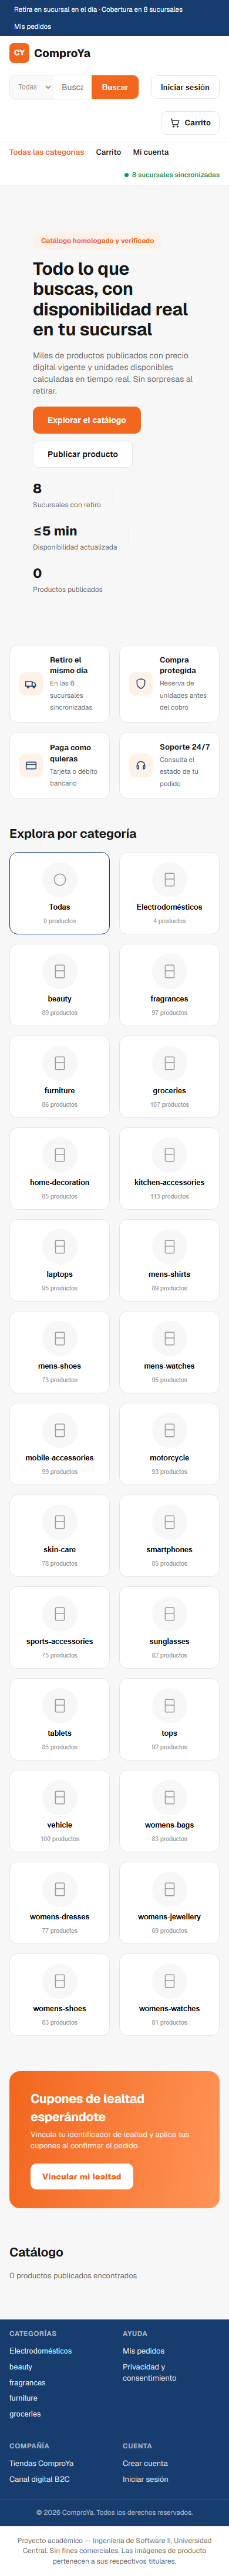 Retira en sucursal en el día · Cobertura en 8 sucursales
Mis pedidos
CY ComproYa
Todas Busca Buscar Iniciar sesión
Carrito
Todas las categorías Carrito Mi cuenta
8 sucursales sincronizadas
Catálogo homologado y verificado
Todo lo que
buscas, con
disponibilidad real
en tu sucursal
Miles de productos publicados con precio
digital vigente y unidades disponibles
calculadas en tiempo real. Sin sorpresas al
retirar.
Explorar el catálogo
Publicar producto
8
Sucursales con retiro
≤5 min
Disponibilidad actualizada
0
Productos publicados
Retiro el
mismo día
En las 8
sucursales
sincronizadas
Compra
protegida
Reserva de
unidades antes
del cobro
Paga como
quieras
Tarjeta o débito
bancario
Soporte 24/7
Consulta el
estado de tu
pedido
Explora por categoría
Todas
0 productos
Electrodomésticos
4 productos
beauty
89 productos
fragrances
97 productos
furniture
86 productos
groceries
107 productos
home-decoration
85 productos
kitchen-accessories
113 productos
laptops
95 productos
mens-shirts
89 productos
mens-shoes
73 productos
mens-watches
95 productos
mobile-accessories
99 productos
motorcycle
93 productos
skin-care
78 productos
smartphones
85 productos
sports-accessories
75 productos
sunglasses
82 productos
tablets
85 productos
tops
92 productos
vehicle
100 productos
womens-bags
83 productos
womens-dresses
77 productos
womens-jewellery
69 productos
womens-shoes
83 productos
womens-watches
81 productos
Cupones de lealtad
esperándote
Vincula tu identificador de lealtad y aplica tus
cupones al confirmar el pedido.
Vincular mi lealtad
Catálogo
0 productos publicados encontrados
CATEGORÍAS
Electrodomésticos
beauty
fragrances
furniture
groceries
AYUDA
Mis pedidos
Privacidad y
consentimiento
COMPAÑÍA
Tiendas ComproYa
Canal digital B2C
CUENTA
Crear cuenta
Iniciar sesión
© 2026 ComproYa. Todos los derechos reservados.
Proyecto académico — Ingeniería de Software II, Universidad
Central. Sin fines comerciales. Las imágenes de producto
pertenecen a sus respectivos titulares.